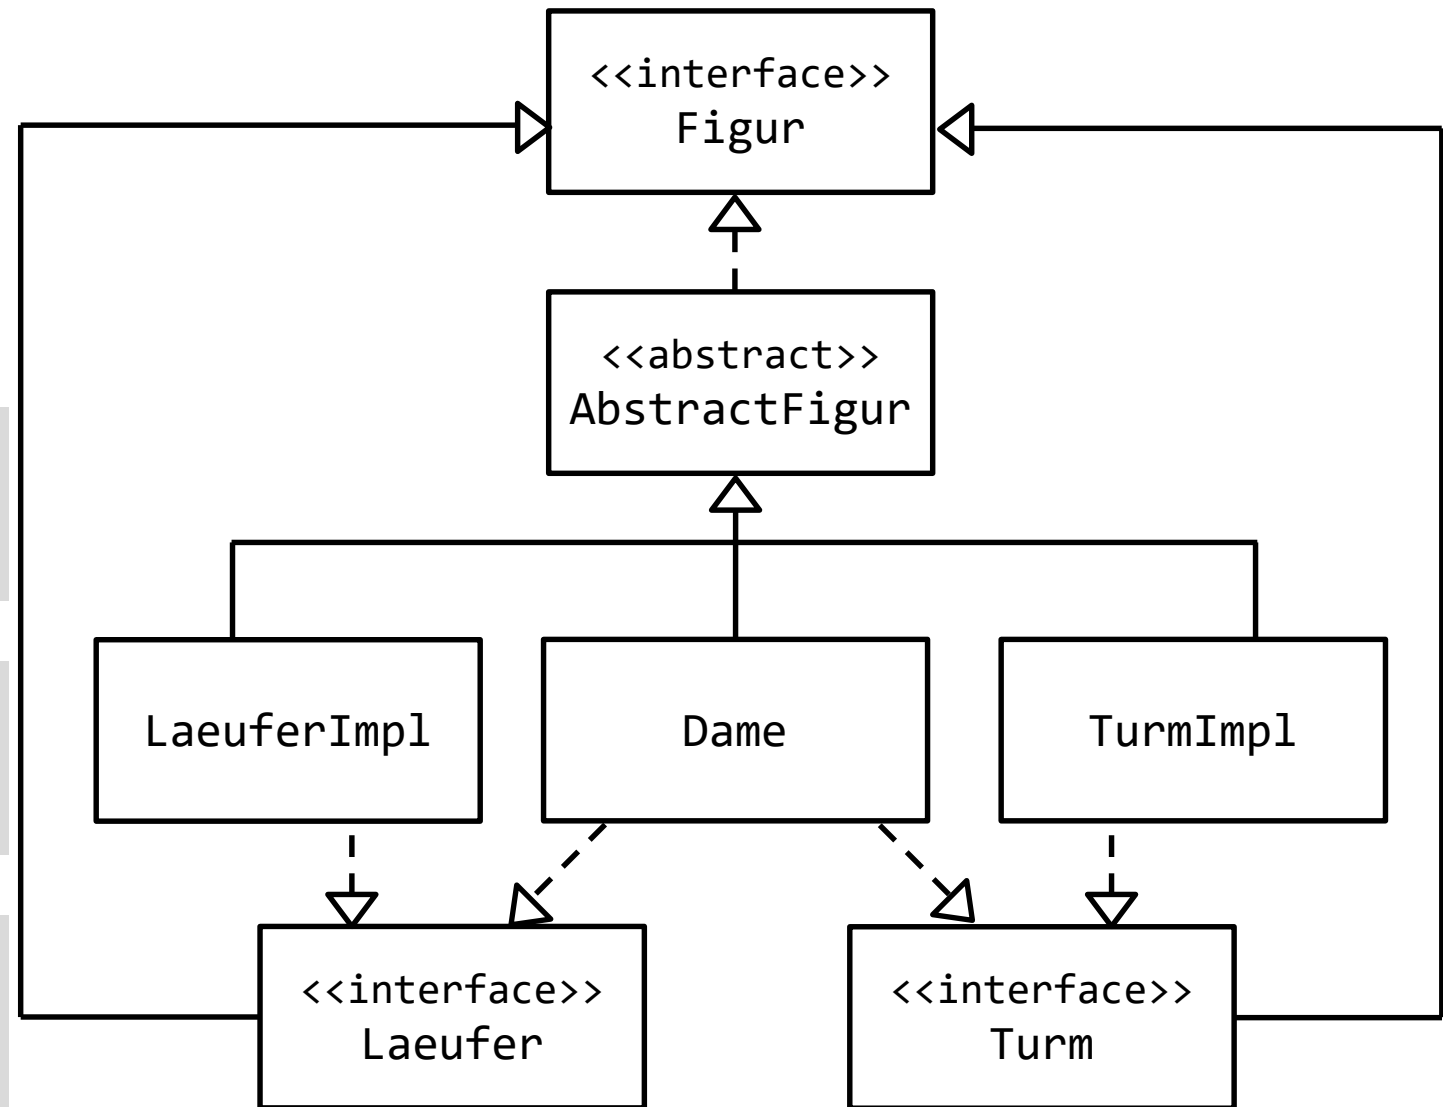 <<interface>>
Figur
<<abstract>>
AbstractFigur
LaeuferImpl
Dame
TurmImpl
<<interface>>
Laeufer
<<interface>>
Turm